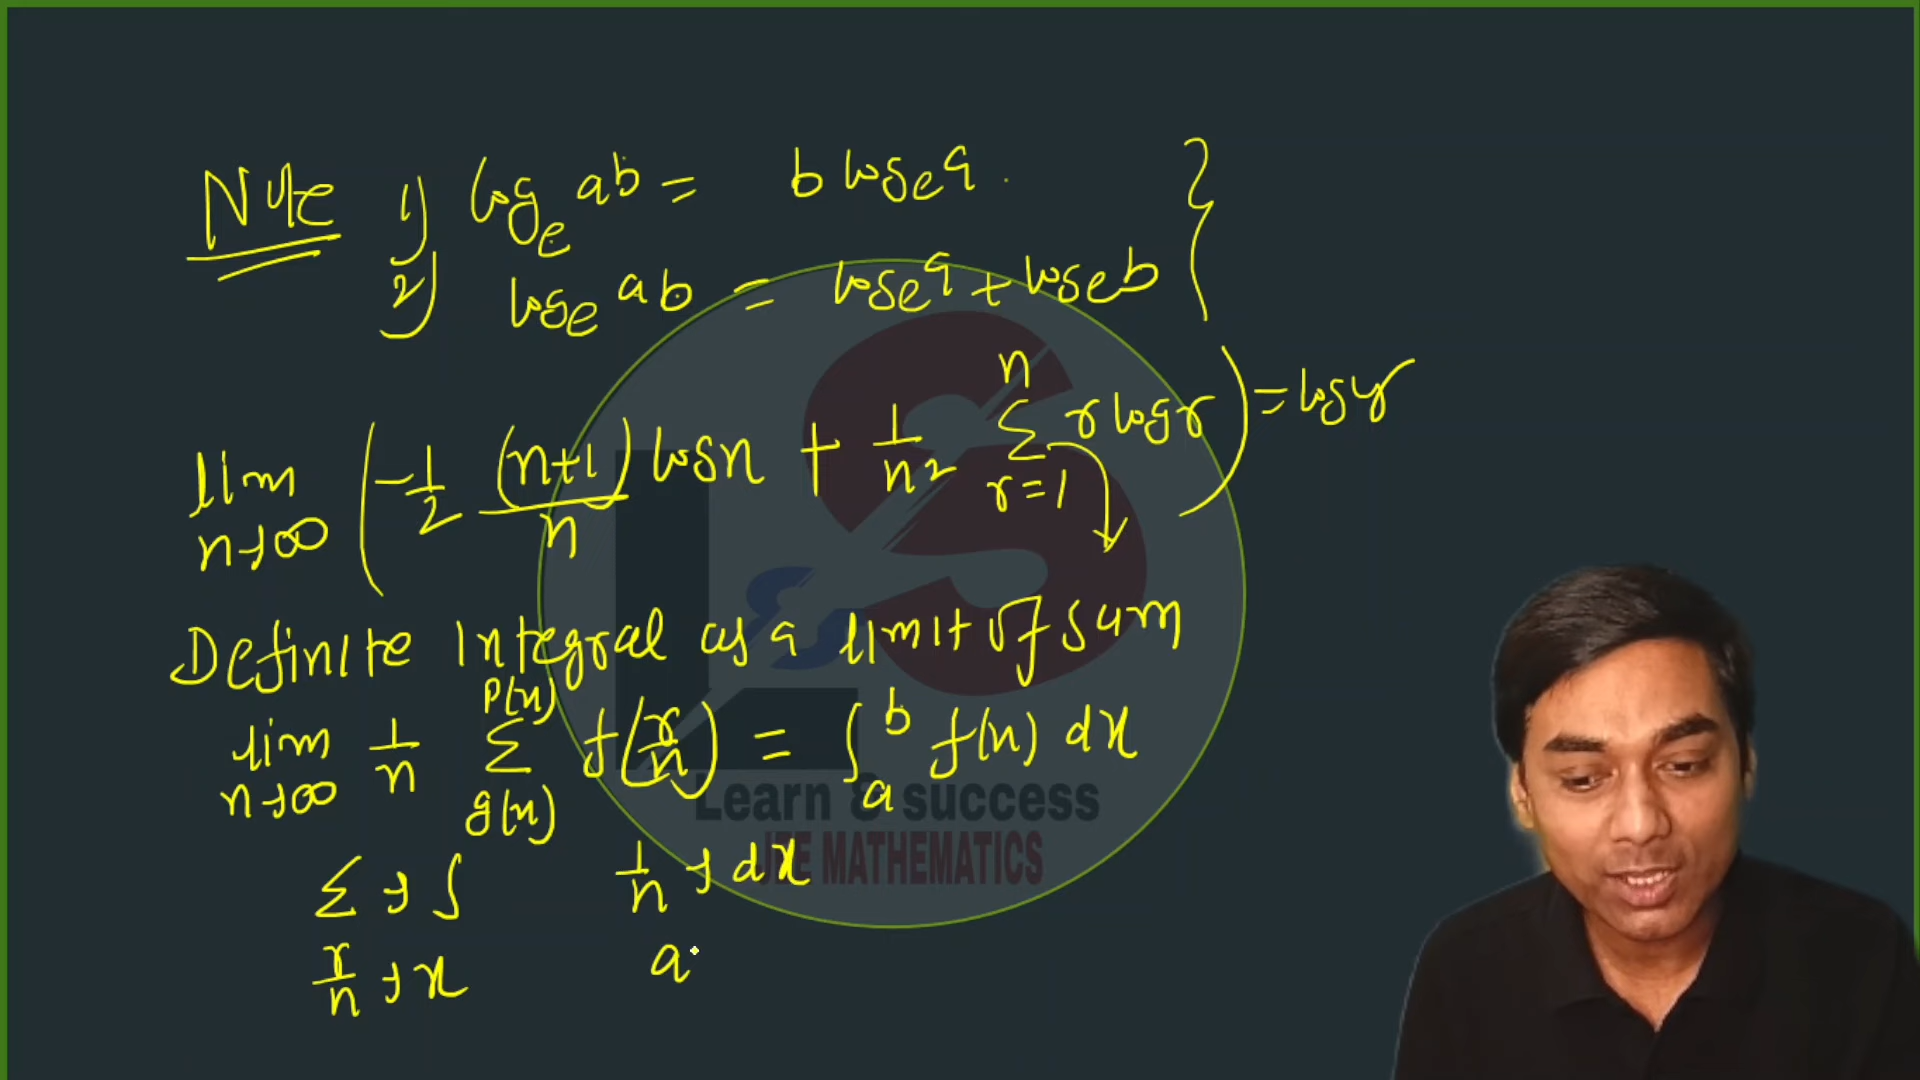 Note 1) logₑ ab = b logₑ a .
2) logₑ ab = logₑ a + logₑ b }
lim n→∞ ( -1/2 (n+1)/n log n + 1/n² Σ r=1 n r log r ) = log y
Definite Integral as a limit of sum
lim n→∞ 1/n Σ g(n) P(n) f(r/n) = ∫ a b f(x) dx
Learn & success
Σ → ∫ 1/n → dx
JEE MATHEMATICS
r/n → x a